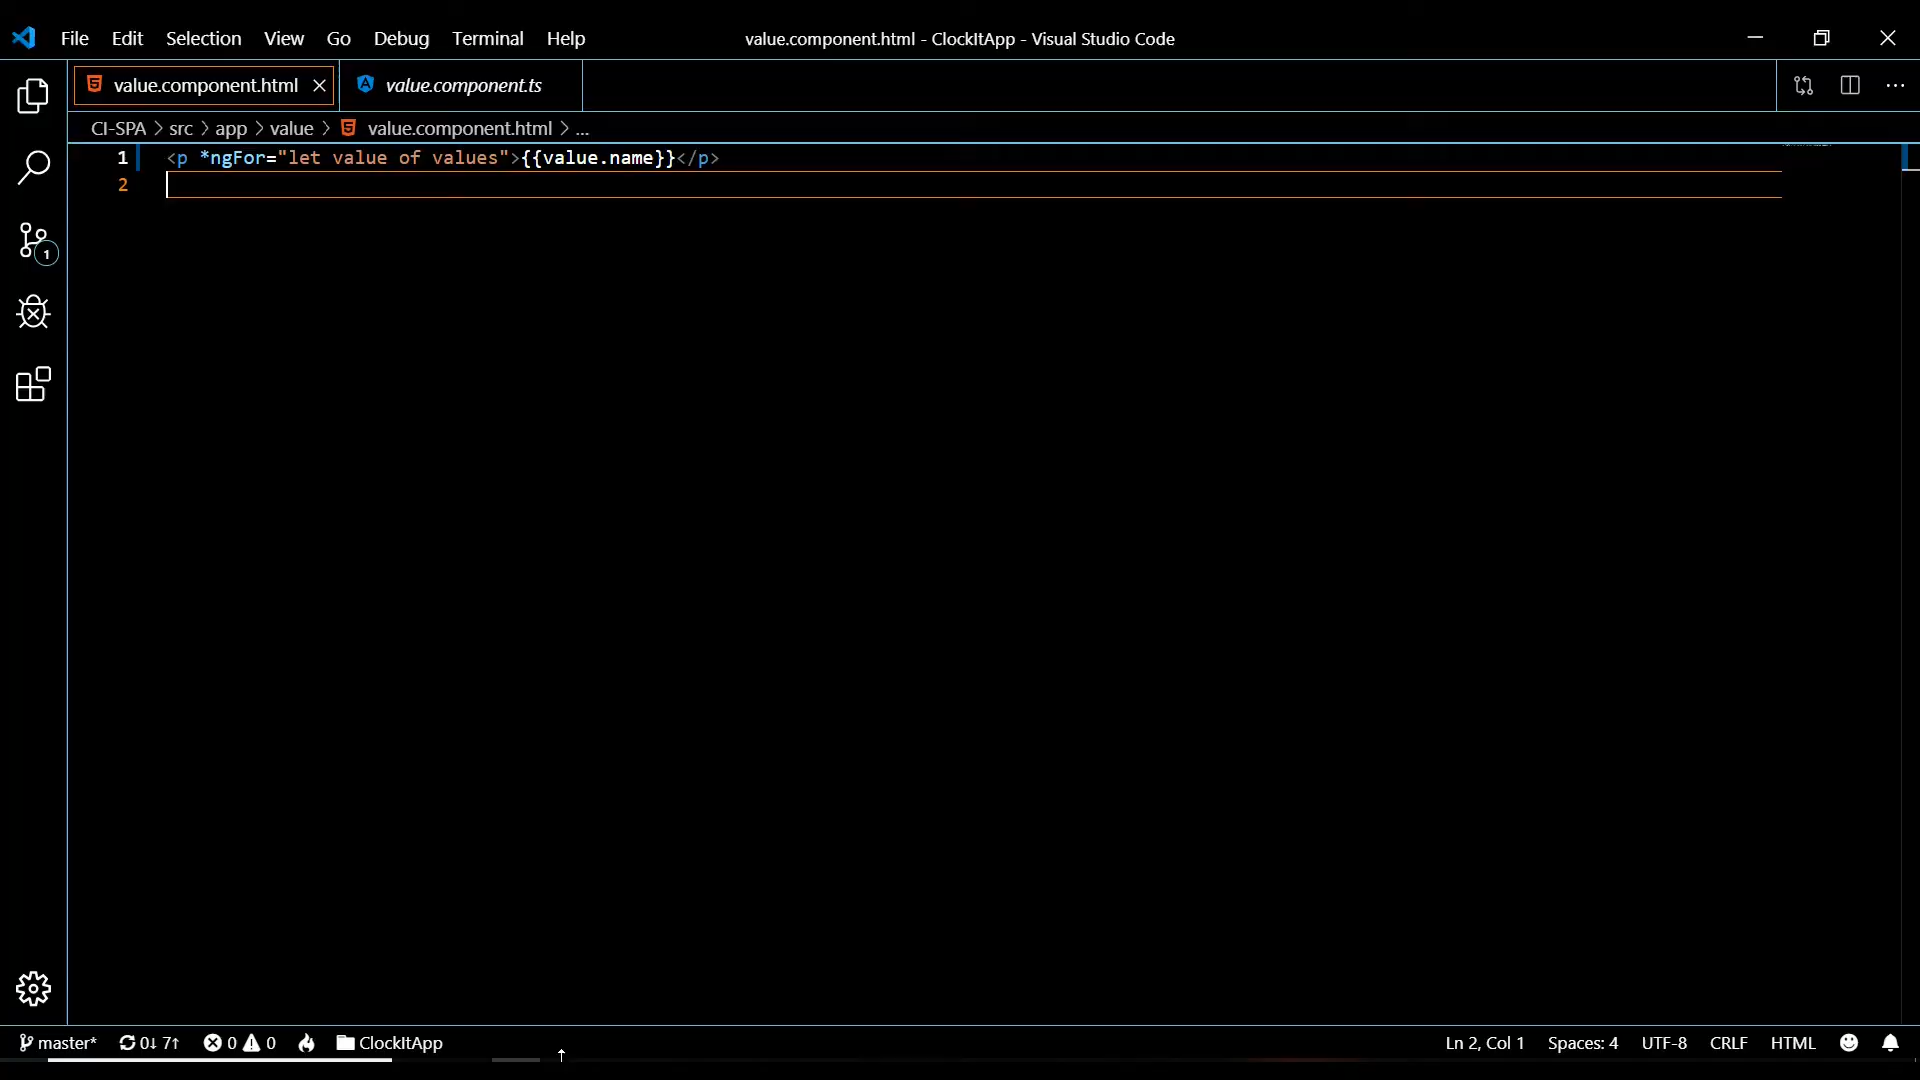 File Edit Selection View Go Debug Terminal Help
value.component.html - ClockItApp - Visual Studio Code
value.component.html
value.component.ts
CI-SPA > src > app > value > value.component.html > ...
1 <p *ngFor="let value of values">{{value.name}}</p>
2
1
master* 0↓ 7↑ 0 0 ClockItApp
Ln 2, Col 1 Spaces: 4 UTF-8 CRLF HTML